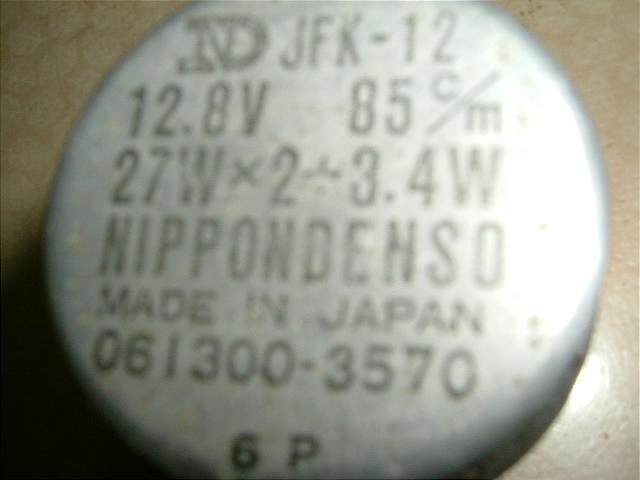 ND JFK-12
12.8V 85 c/m
27W×2+3.4W
NIPPONDENSO
MADE IN JAPAN
061300-3570
6 P